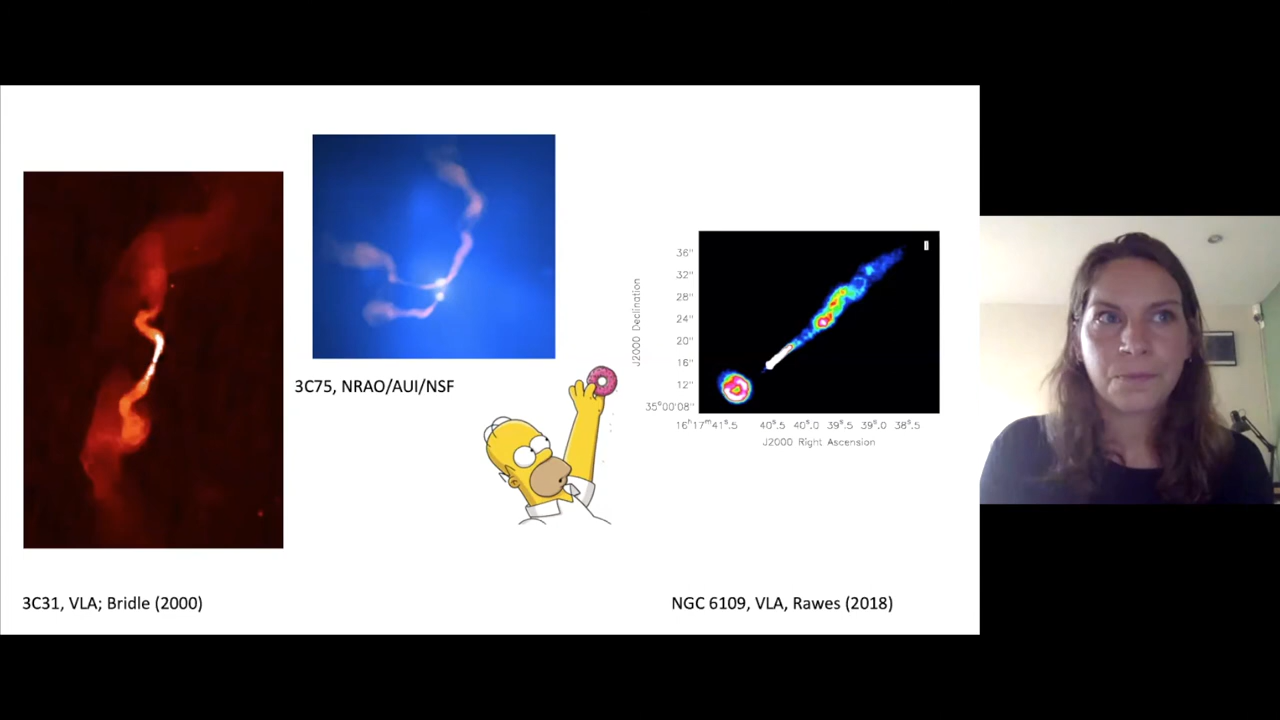 3C75, NRAO/AUI/NSF
3C31, VLA; Bridle (2000)
J2000 Declination
36"
32"
28"
24"
20"
16"
12"
35⁰00'08"
16ʰ17ᵐ41ˢ.5
40ˢ.5
40ˢ.0
39ˢ.5
39ˢ.0
38ˢ.5
J2000 Right Ascension
NGC 6109, VLA, Rawes (2018)